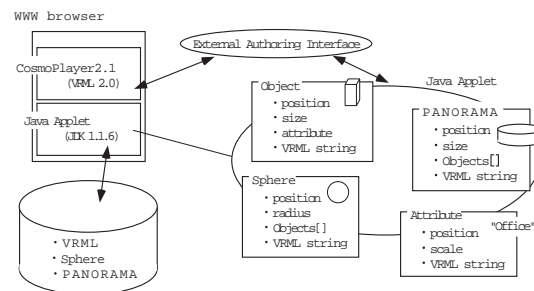 WWW browser
CosmoPlayer2.1
(VRML 2.0)
Java Applet
(JDK 1.1.6)
External Authoring Interface
Java Applet
Object
・position
・size
・attribute
・VRML string
PANORAMA
・position
・size
・Objects[]
・VRML string
Sphere
・position
・radius
・Objects[]
・VRML string
Attribute
・position
・scale
・VRML string
"Office"
・VRML
・Sphere
・PANORAMA